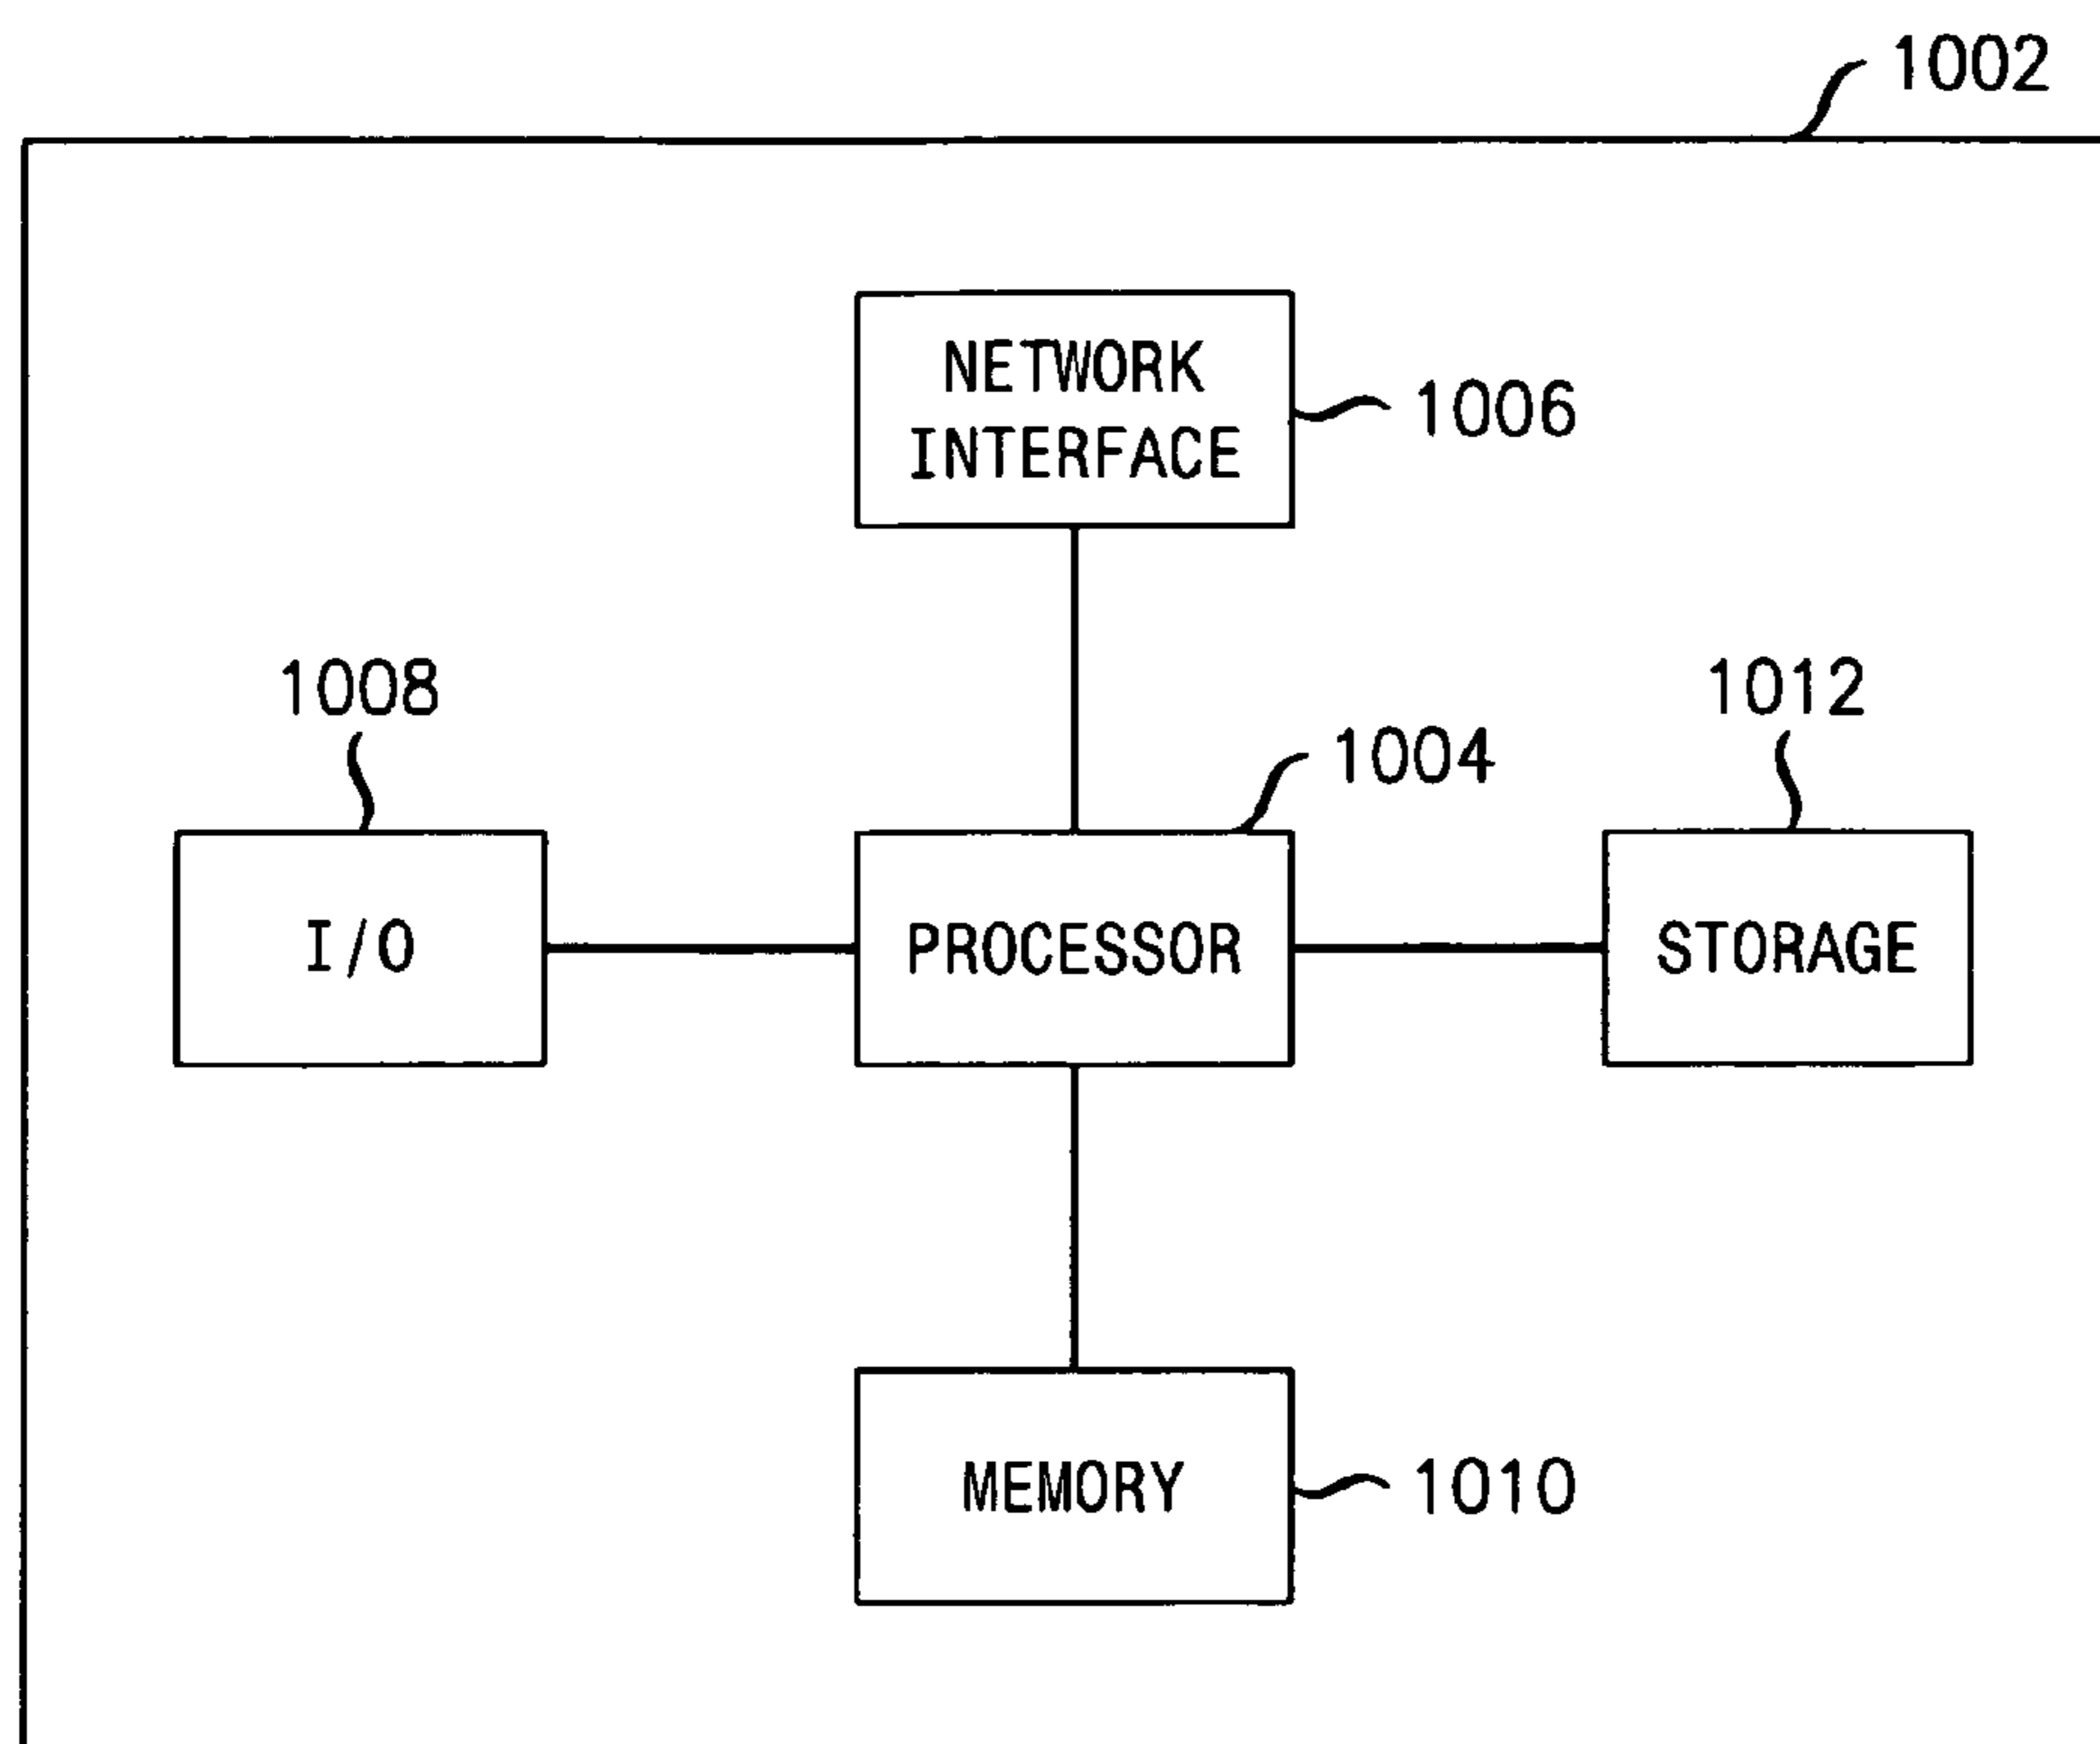 1002
NETWORK
INTERFACE
1006
1008
1012
1004
I/O
PROCESSOR
STORAGE
MEMORY
1010